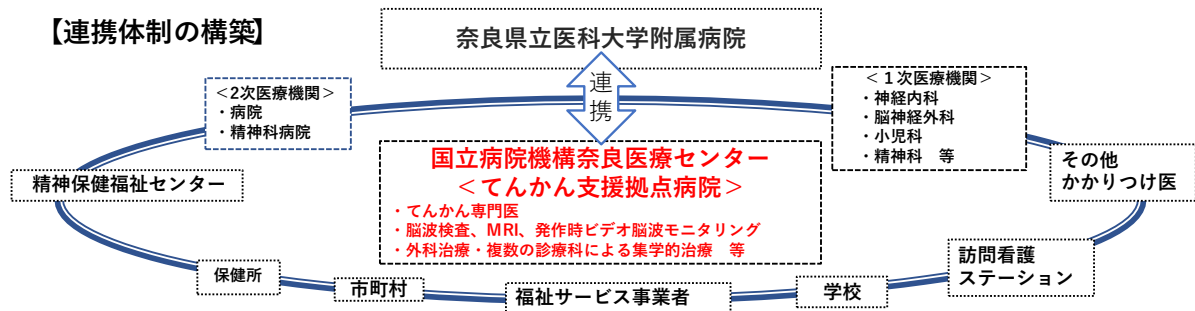 【連携体制の構築】
奈良県立医科大学附属病院
連
携
＜2次医療機関＞
・病院
・精神科病院
＜１次医療機関＞
・神経内科
・脳神経外科
・小児科
・精神科　等
国立病院機構奈良医療センター
＜てんかん支援拠点病院＞
・てんかん専門医
・脳波検査、MRI、発作時ビデオ脳波モニタリング
・外科治療・複数の診療科による集学的治療　等
精神保健福祉センター
その他
かかりつけ医
保健所
市町村
福祉サービス事業者
学校
訪問看護
ステーション